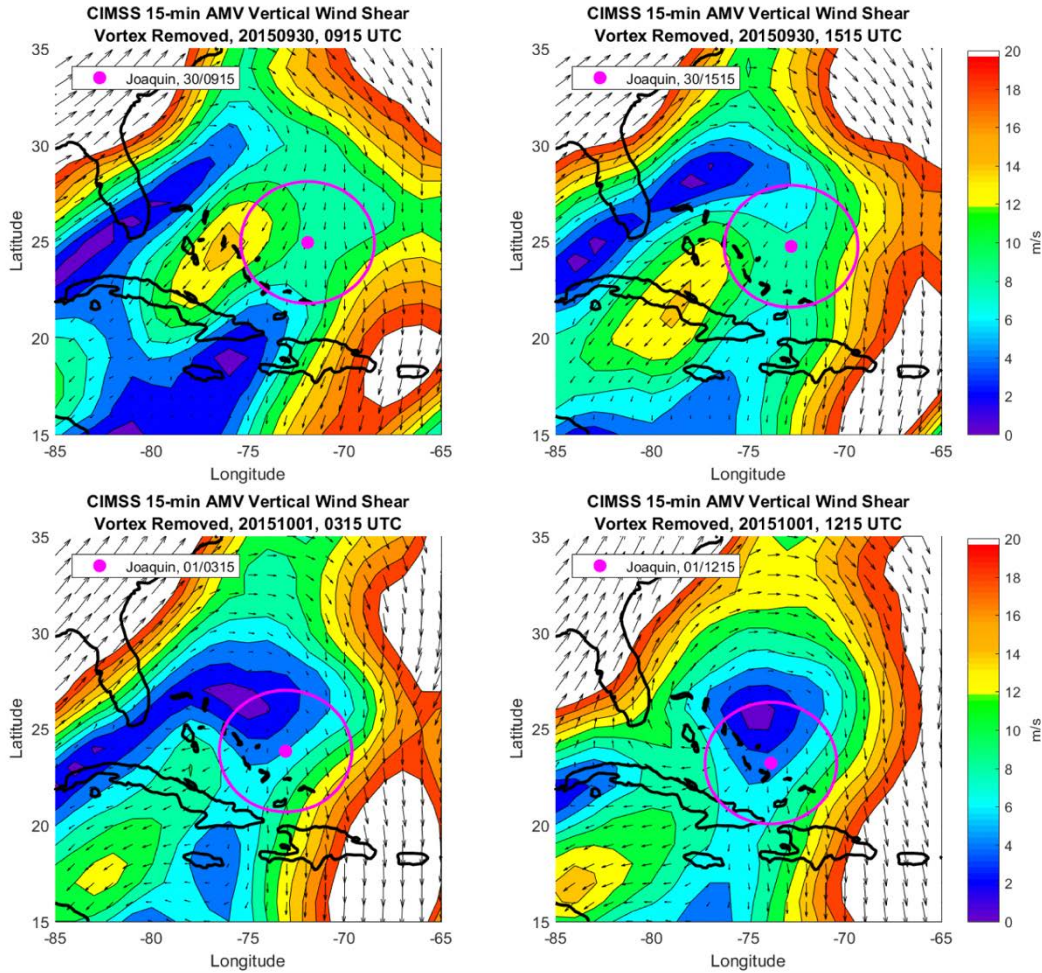 CIMSS 15-min AMV Vertical Wind Shear
Vortex Removed, 20150930, 0915 UTC
Joaquin, 30/0915
35
30
25
20
15
Latitude
-85
-80
-75
-70
-65
Longitude
CIMSS 15-min AMV Vertical Wind Shear
Vortex Removed, 20150930, 1515 UTC
Joaquin, 30/1515
35
30
25
20
15
Latitude
-85
-80
-75
-70
-65
Longitude
20
18
16
14
12
10
8
6
4
2
0
m/s
CIMSS 15-min AMV Vertical Wind Shear
Vortex Removed, 20151001, 0315 UTC
Joaquin, 01/0315
35
30
25
20
15
Latitude
-85
-80
-75
-70
-65
Longitude
CIMSS 15-min AMV Vertical Wind Shear
Vortex Removed, 20151001, 1215 UTC
Joaquin, 01/1215
35
30
25
20
15
Latitude
-85
-80
-75
-70
-65
Longitude
20
18
16
14
12
10
8
6
4
2
0
m/s